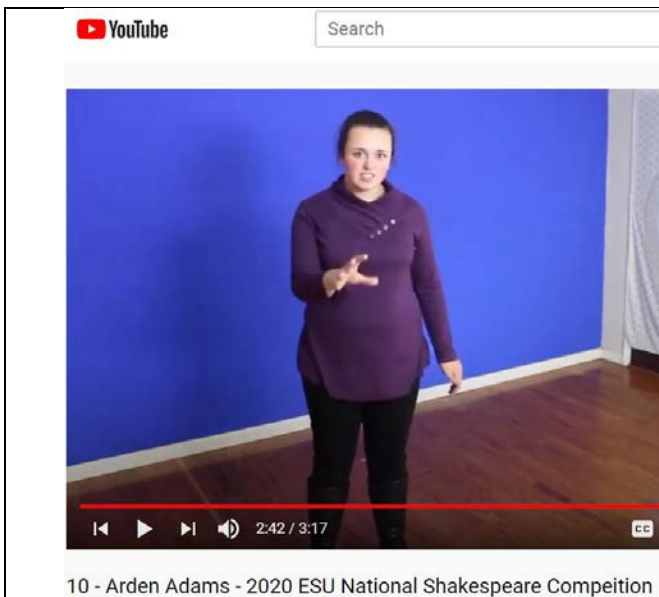 YouTube
Search
2:42 / 3:17
CC
10 - Arden Adams - 2020 ESU National Shakespeare Compeition